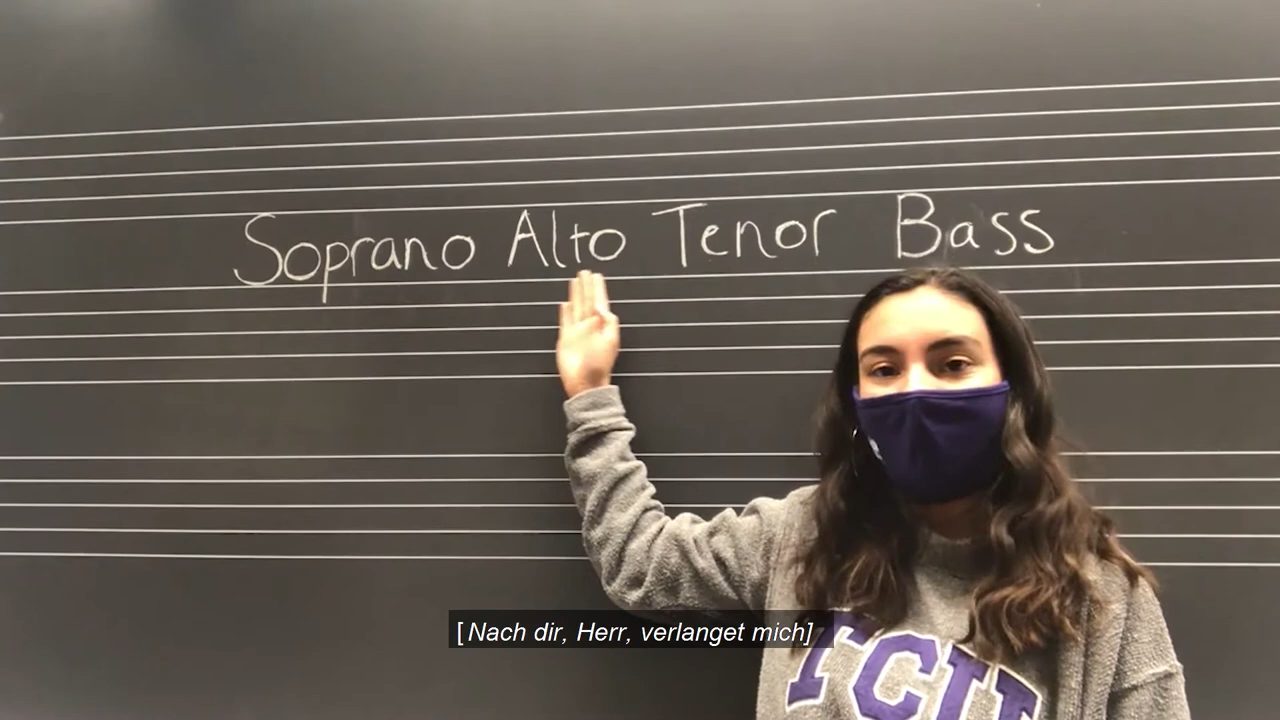 Soprano Alto Tenor Bass
[Nach dir, Herr, verlanget mich]
TCU